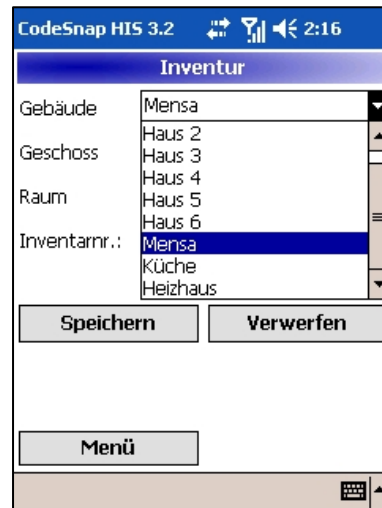 CodeSnap HIS 3.2 2:16
Inventur
Gebäude Mensa
Haus 2
Geschoss Haus 3
Haus 4
Raum Haus 5
Haus 6
Inventarnr.: Mensa
Küche
Heizhaus
Speichern Verwerfen
Menü